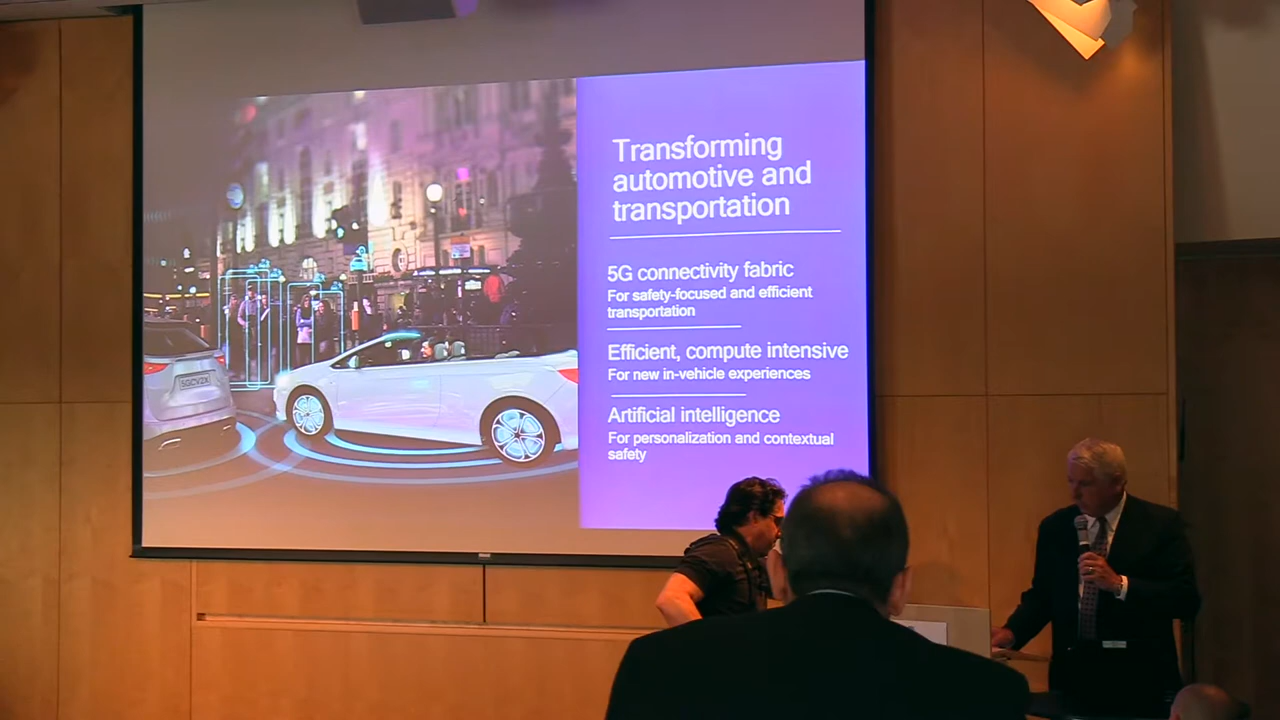 Transforming
automotive and
transportation
5G connectivity fabric
For safety-focused and efficient
transportation
Efficient, compute intensive
For new in-vehicle experiences
Artificial intelligence
For personalization and contextual
safety
5GCV2X